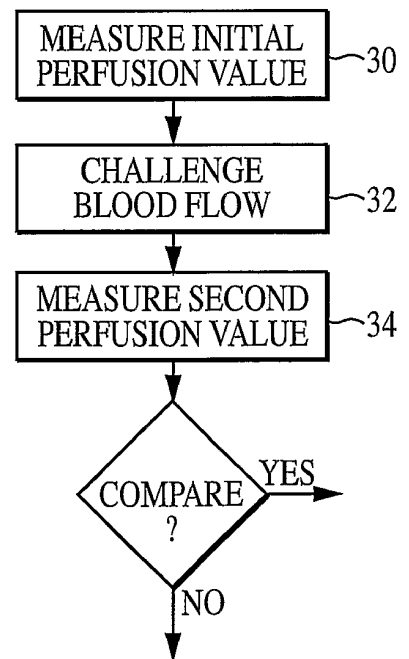 MEASURE INITIAL
PERFUSION VALUE
30
CHALLENGE
BLOOD FLOW
32
MEASURE SECOND
PERFUSION VALUE
34
COMPARE
?
YES
NO